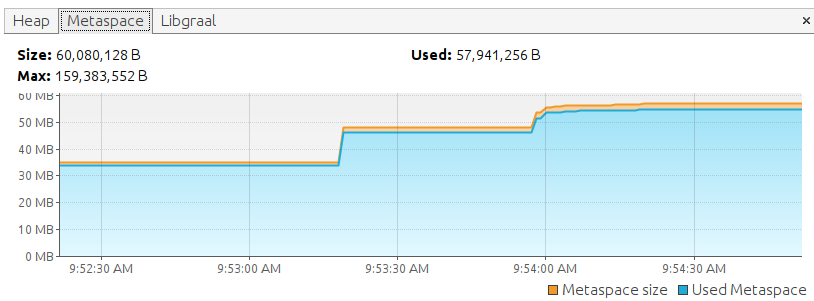 Heap Metaspace Libgraal ×
Size: 60,080,128 B Used: 57,941,256 B
Max: 159,383,552 B
60 MB
50 MB
40 MB
30 MB
20 MB
10 MB
0 MB
9:52:30 AM 9:53:00 AM 9:53:30 AM 9:54:00 AM 9:54:30 AM
Metaspace size Used Metaspace